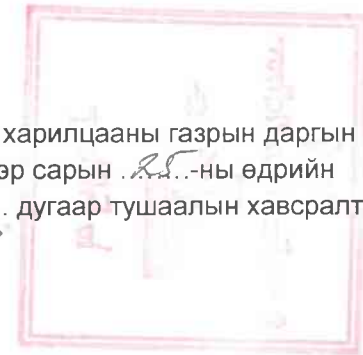 харилцааны газрын даргын
эр сарын .25..-ны өдрийн
. дугаар тушаалын хавсралт